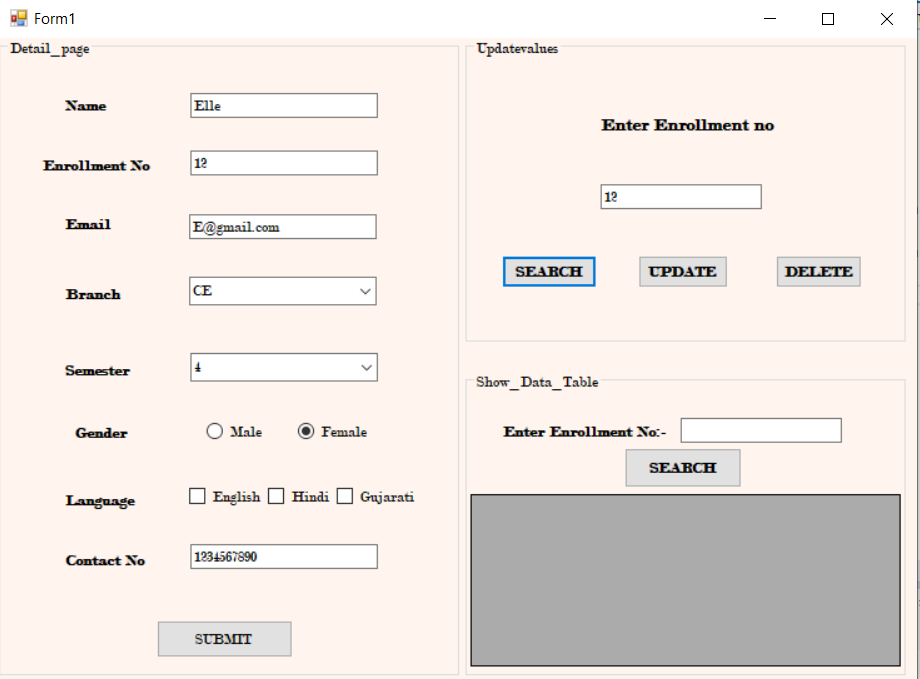 Form1
Detail_page
Name
Elle
Enrollment No
12
Email
E@gmail.com
Branch
CE
Semester
4
Gender
Male Female
Language
English Hindi Gujarati
Contact No
1234567890
SUBMIT
Updatevalues
Enter Enrollment no
12
SEARCH UPDATE DELETE
Show_Data_Table
Enter Enrollment No:-
SEARCH